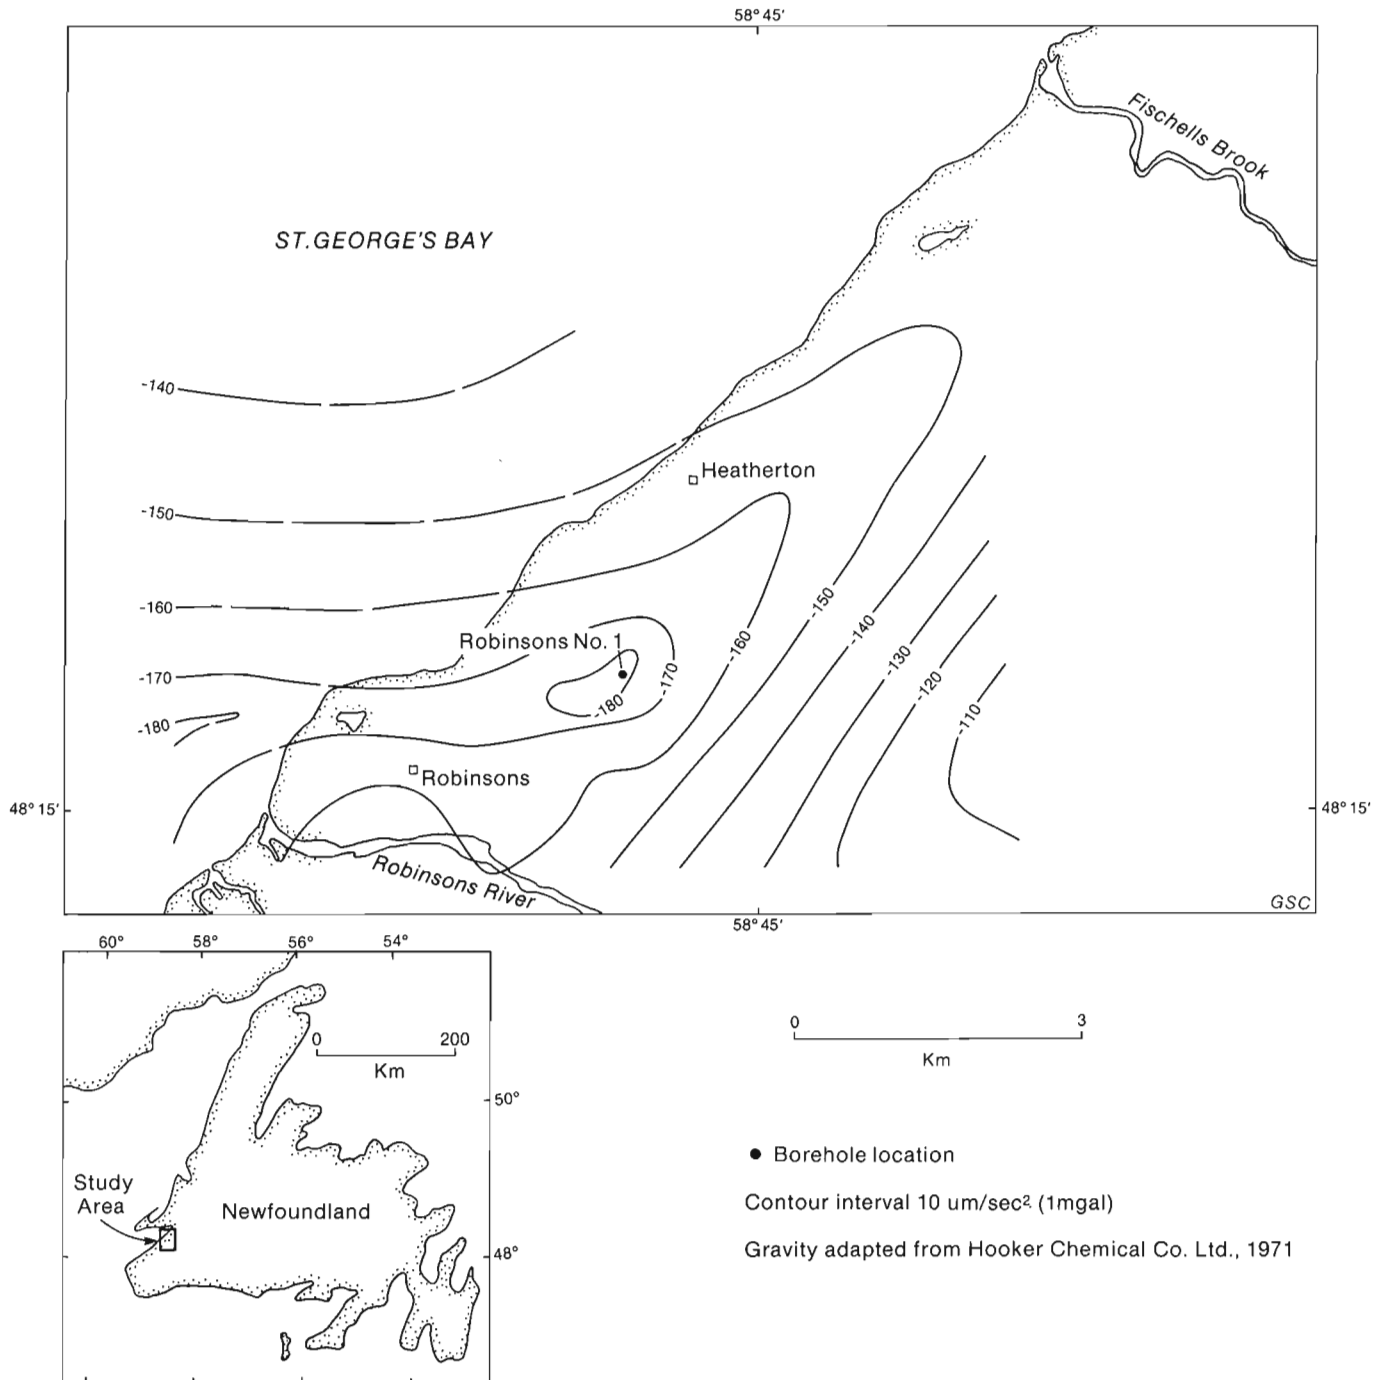 58°45′
Fischells Brook
ST.GEORGE'S BAY
-140
Heatherton
-150
-150
-160
-140
Robinsons No. 1
-160
-130
-170
-170
-120
-180
-180
-110
Robinsons
48°15′
48°15′
Robinsons River
GSC
58°45′
60°
58°
56°
54°
0
200
Km
0
3
Km
50°
Study
Area
Newfoundland
48°
● Borehole location
Contour interval 10 um/sec². (1mgal)
Gravity adapted from Hooker Chemical Co. Ltd., 1971